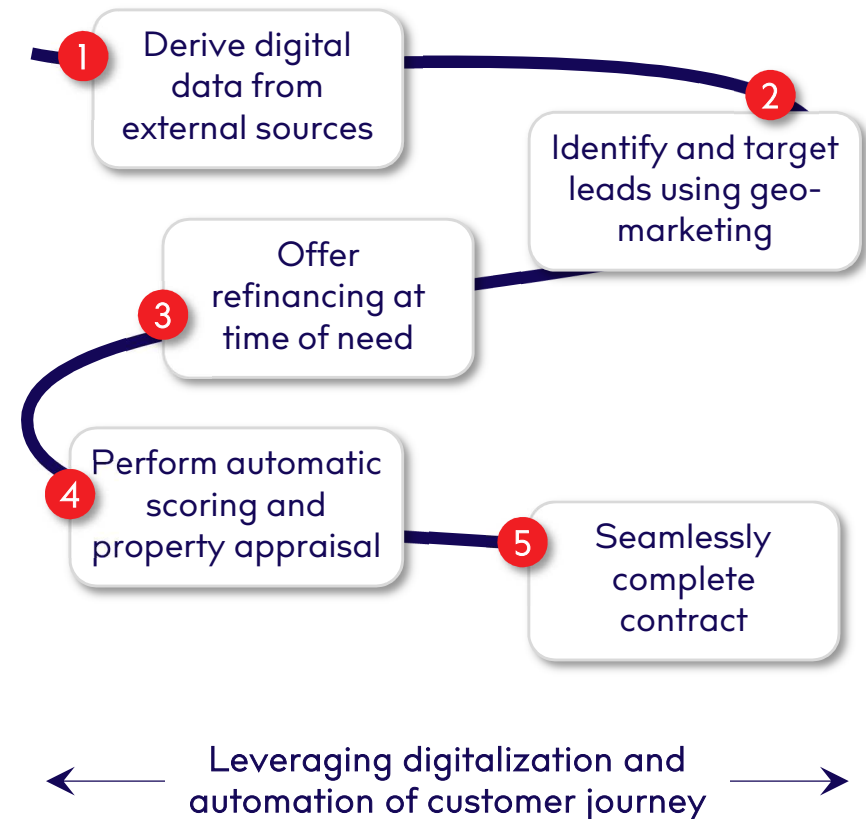 1
Derive digital
data from
external sources
2
Identify and target
leads using geo-
marketing
3
Offer
refinancing at
time of need
4
Perform automatic
scoring and
property appraisal
5
Seamlessly
complete
contract
Leveraging digitalization and
automation of customer journey